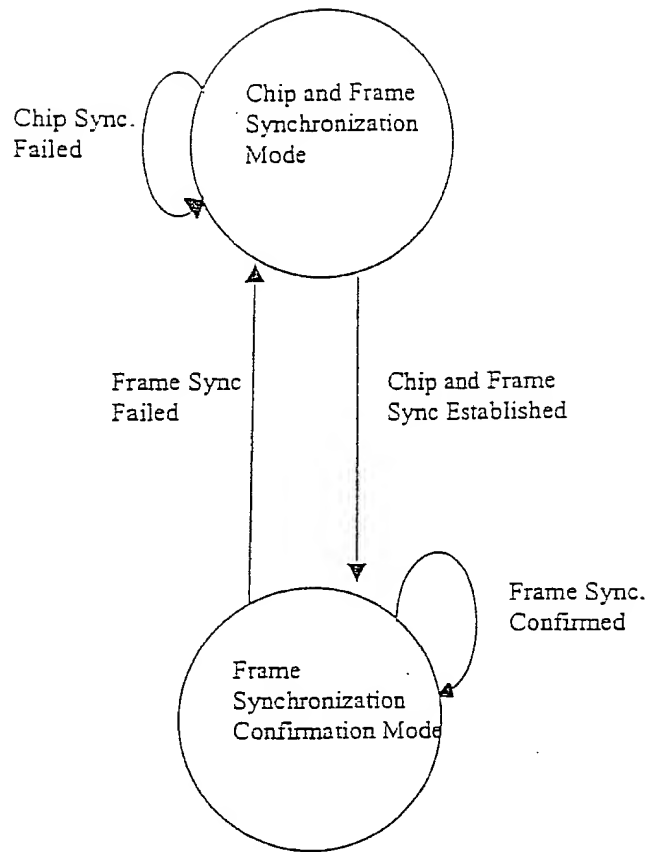 Chip and Frame
Synchronization
Mode
Chip Sync.
Failed
Frame Sync
Failed
Chip and Frame
Sync Established
Frame Sync.
Confirmed
Frame
Synchronization
Confirmation Mode